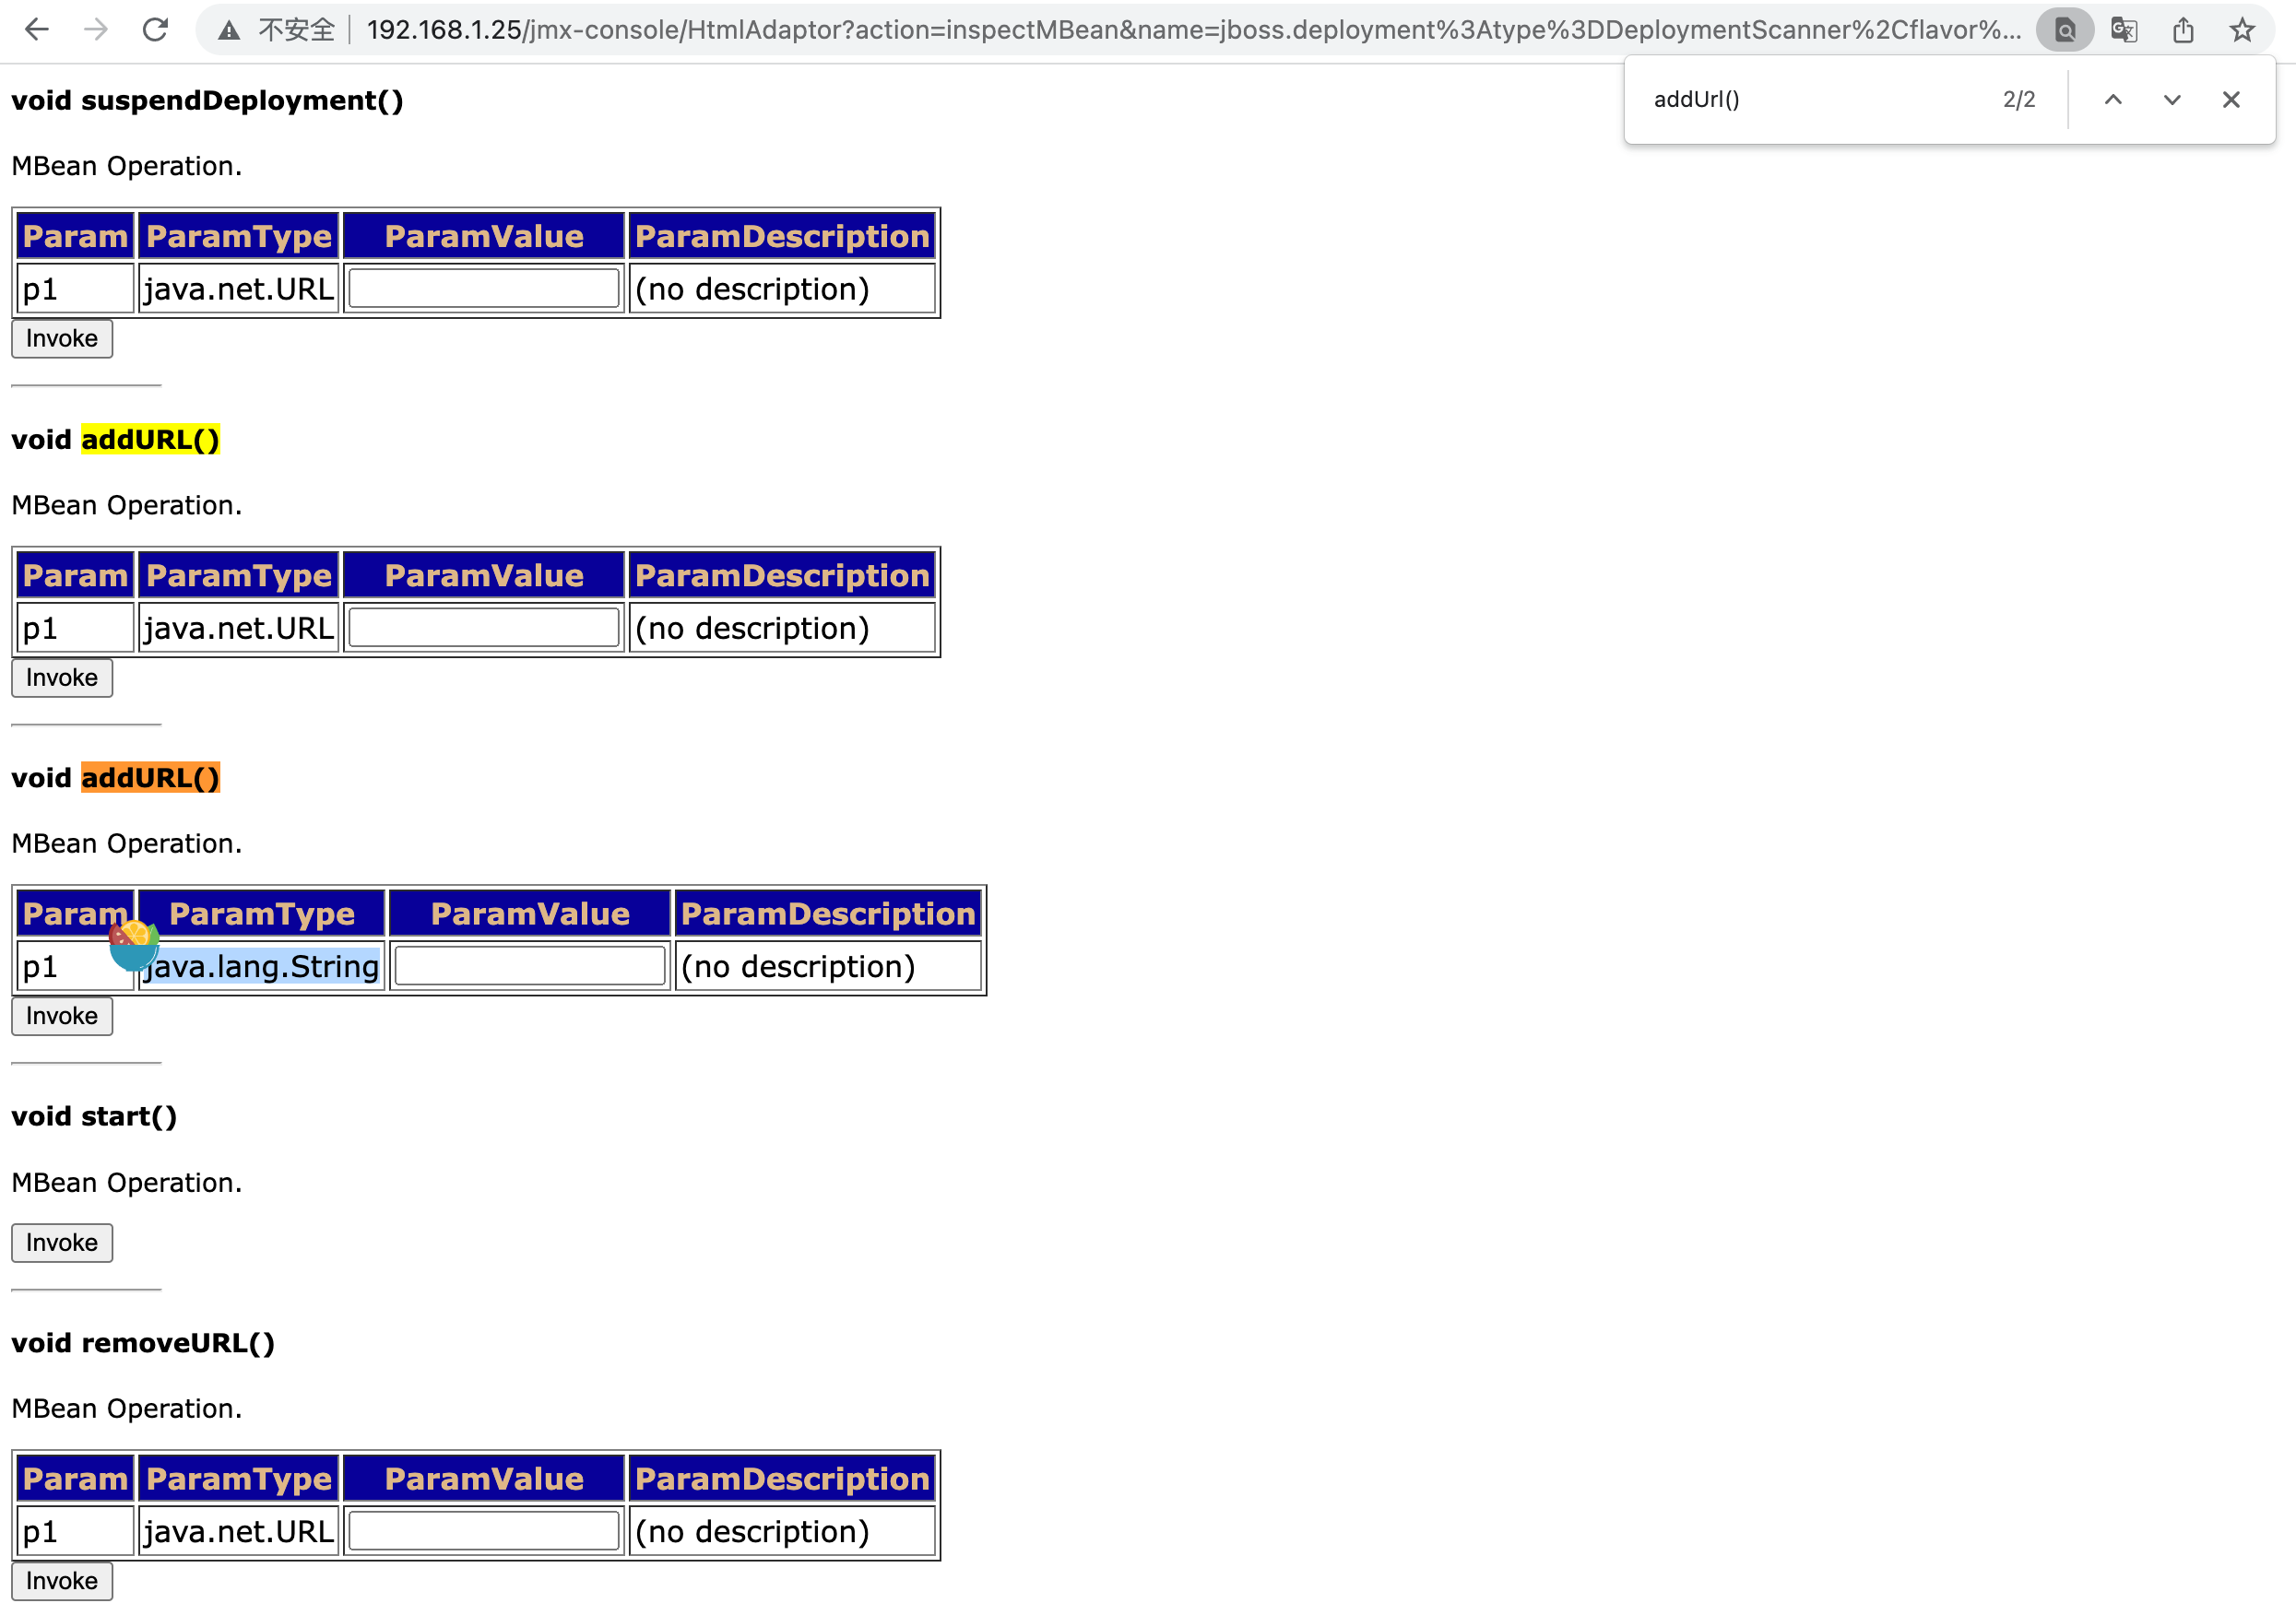 不安全 192.168.1.25/jmx-console/HtmlAdaptor?action=inspectMBean&name=jboss.deployment%3Atype%3DDeploymentScanner%2Cflavor%...
addUrl() 2/2
void suspendDeployment()
MBean Operation.
Param ParamType ParamValue ParamDescription
p1 java.net.URL (no description)
Invoke
void addURL()
MBean Operation.
Param ParamType ParamValue ParamDescription
p1 java.net.URL (no description)
Invoke
void addURL()
MBean Operation.
Param ParamType ParamValue ParamDescription
p1 java.lang.String (no description)
Invoke
void start()
MBean Operation.
Invoke
void removeURL()
MBean Operation.
Param ParamType ParamValue ParamDescription
p1 java.net.URL (no description)
Invoke